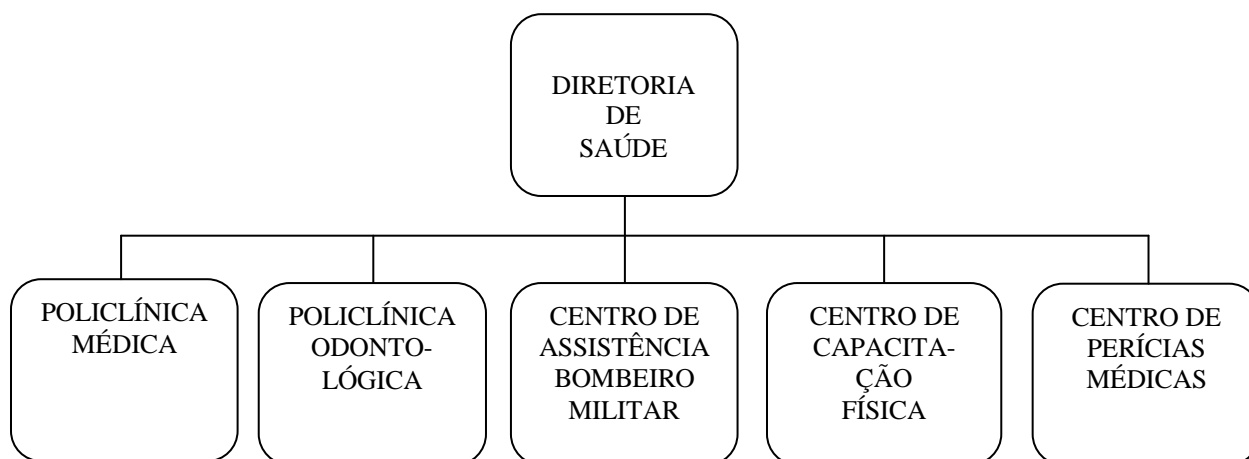 DIRETORIA
DE
SAÚDE
POLICLÍNICA
MÉDICA
POLICLÍNICA
ODONTO-
LÓGICA
CENTRO DE
ASSISTÊNCIA
BOMBEIRO
MILITAR
CENTRO DE
CAPACITA-
ÇÃO
FÍSICA
CENTRO DE
PERÍCIAS
MÉDICAS